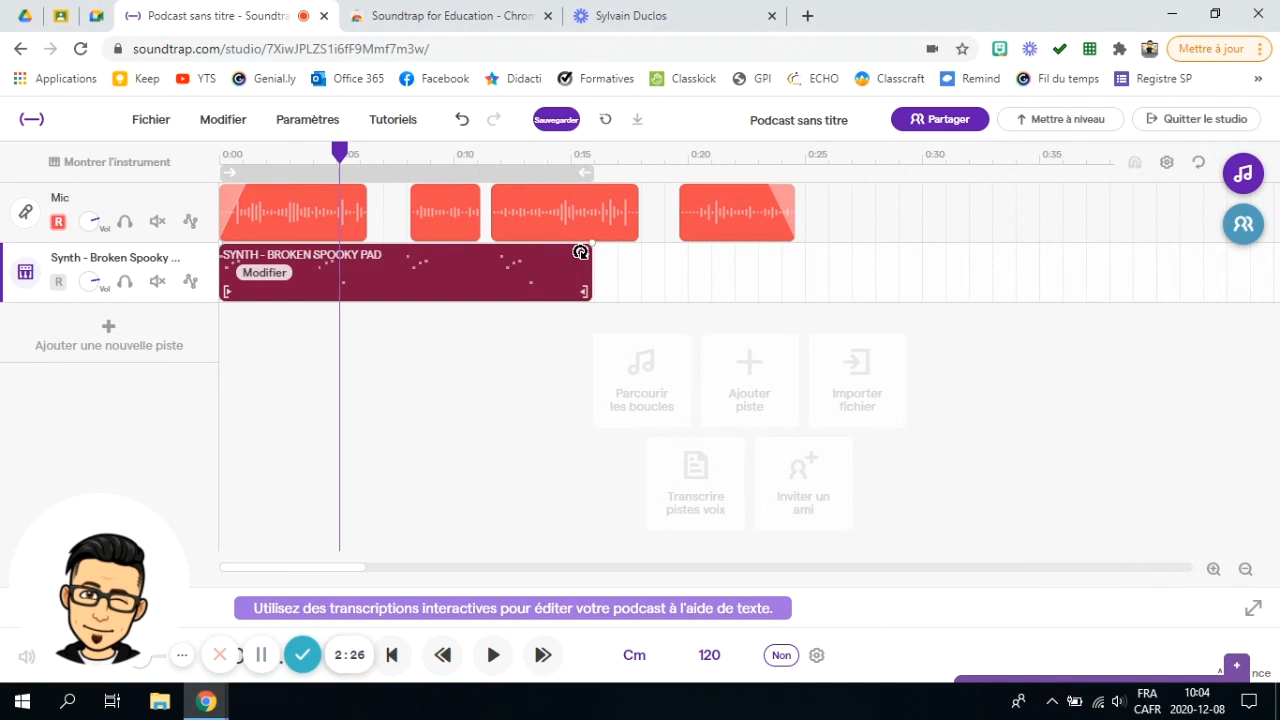 Podcast sans titre - Soundtra
Soundtrap for Education - Chrom
Sylvain Duclos
soundtrap.com/studio/7XiwJPLZS1i6fF9Mmf7m3w/
Mettre à jour
Applications
Keep
YTS
Genial.ly
Office 365
Facebook
Didacti
Formatives
Classkick
GPI
ECHO
Classcraft
Remind
Fil du temps
Registre SP
»
Fichier
Modifier
Paramètres
Tutoriels
Sauvegarder
Podcast sans titre
Partager
Mettre à niveau
Quitter le studio
Montrer l'instrument
0:00
:05
0:10
0:15
0:20
0:25
0:30
0:35
Mic
R
Vol
Synth - Broken Spooky ...
R
Vol
SYNTH - BROKEN SPOOKY PAD
Modifier
Ajouter une nouvelle piste
Parcourir
les boucles
Ajouter
piste
Importer
fichier
Transcrire
pistes voix
Inviter un
ami
Utilisez des transcriptions interactives pour éditer votre podcast à l'aide de texte.
2:26
Cm
120
Non
nce
FRA
CAFR
10:04
2020-12-08